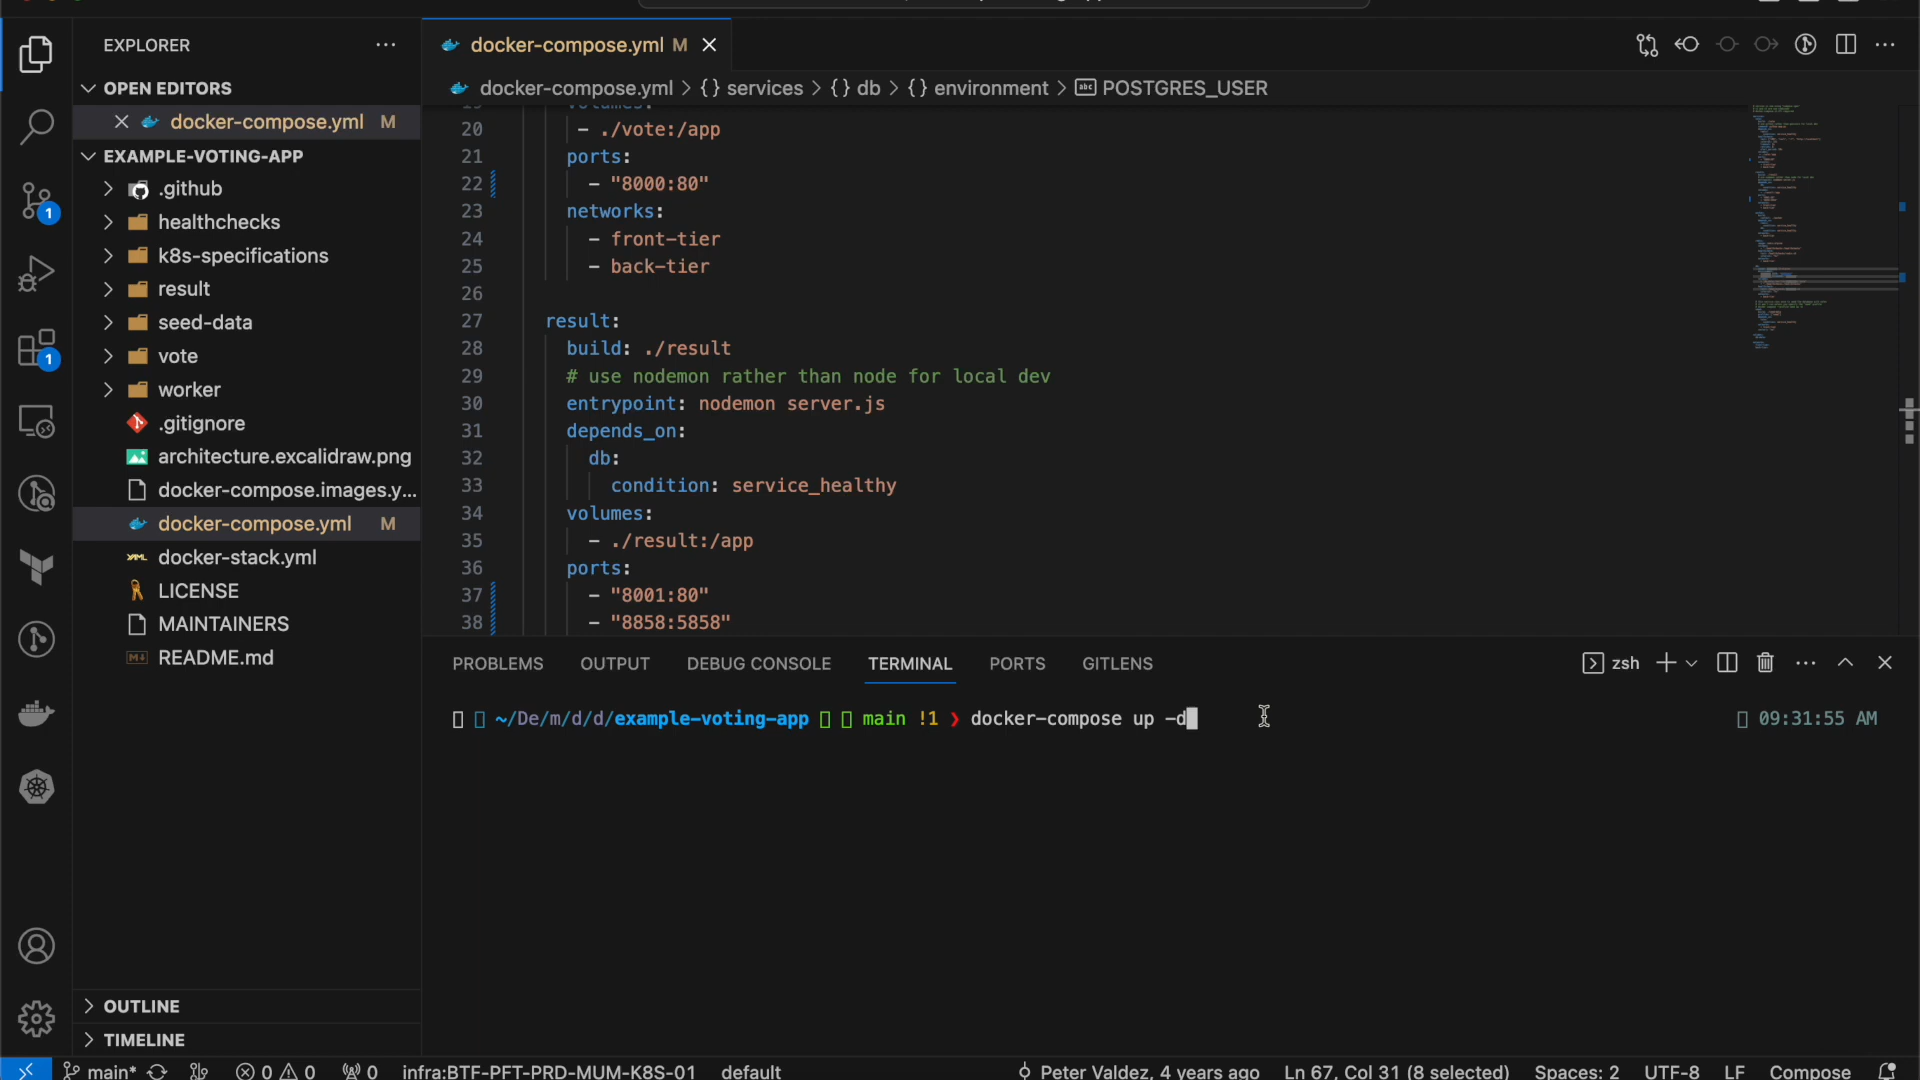 EXPLORER
OPEN EDITORS
docker-compose.yml M
EXAMPLE-VOTING-APP
.github
healthchecks
k8s-specifications
result
seed-data
vote
worker
.gitignore
architecture.excalidraw.png
docker-compose.images.y...
docker-compose.yml M
docker-stack.yml
LICENSE
MAINTAINERS
README.md
OUTLINE
TIMELINE
1
1
docker-compose.yml M
docker-compose.yml > {} services > {} db > {} environment > abc POSTGRES_USER
20 - ./vote:/app
21 ports:
22 - "8000:80"
23 networks:
24 - front-tier
25 - back-tier
26
27 result:
28 build: ./result
29 # use nodemon rather than node for local dev
30 entrypoint: nodemon server.js
31 depends_on:
32 db:
33 condition: service_healthy
34 volumes:
35 - ./result:/app
36 ports:
37 - "8001:80"
38 - "8858:5858"
PROBLEMS OUTPUT DEBUG CONSOLE TERMINAL PORTS GITLENS
zsh
~/De/m/d/d/example-voting-app main !1 ❯ docker-compose up -d 09:31:55 AM
main* 0 0 0 infra:BTF-PFT-PRD-MUM-K8S-01 default Peter Valdez, 4 years ago Ln 67, Col 31 (8 selected) Spaces: 2 UTF-8 LF Compose